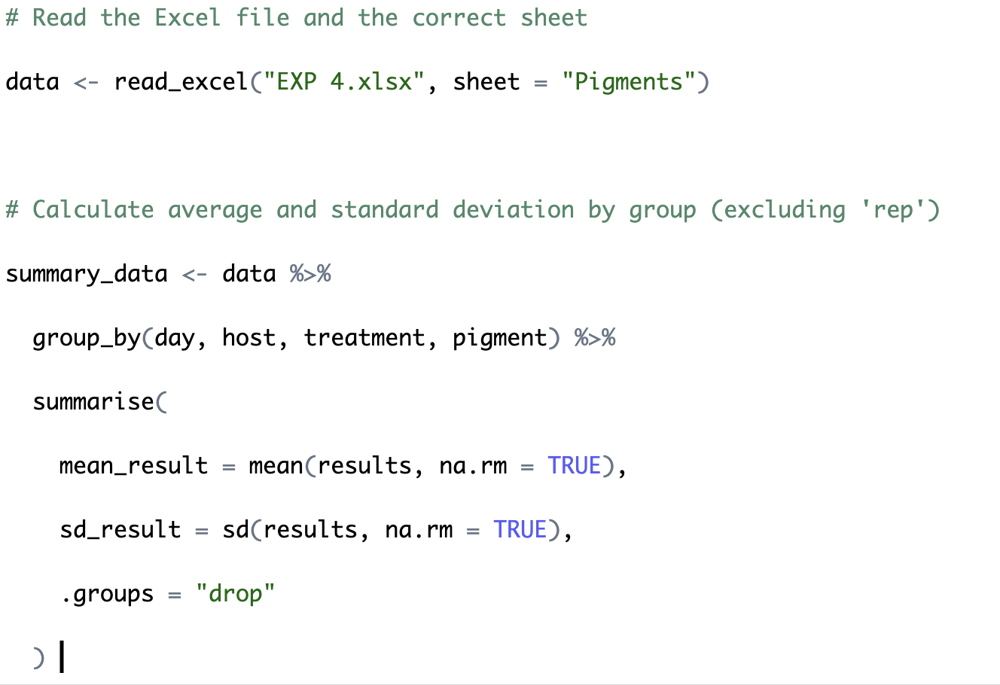 # Read the Excel file and the correct sheet
data <- read_excel("EXP 4.xlsx", sheet = "Pigments")
# Calculate average and standard deviation by group (excluding 'rep')
summary_data <- data %>%
  group_by(day, host, treatment, pigment) %>%
  summarise(
    mean_result = mean(results, na.rm = TRUE),
    sd_result = sd(results, na.rm = TRUE),
    .groups = "drop"
  )